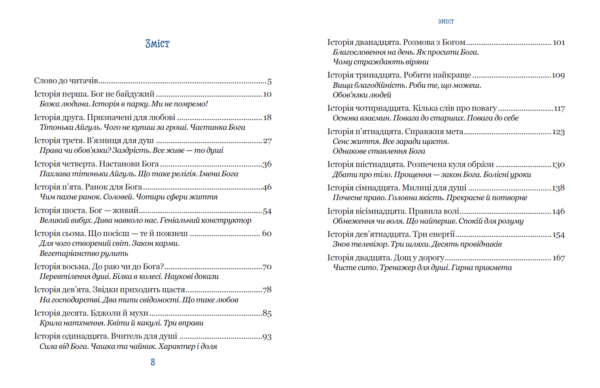 Зміст
Слово до читачів 5
Історія перша. Бог не байдужий 10
Божа людина. Історія в парку. Ми не помремо!
Історія друга. Призначені для любові 18
Тітонька Айгуль. Чого не купиш за гроші. Частинка Бога
Історія третя. В'язниця для душ 27
Права чи обов'язки? Заздрість. Все живе — то душі
Історія четверта. Настанови Бога 36
Пахлава тітоньки Айгуль. Що таке релігія. Імена Бога
Історія п'ята. Ранок для Бога 46
Чим пахне ранок. Соловей. Чотири сфери життя
Історія шоста. Бог — живий 54
Великий вибух. Дива навколо нас. Геніальний конструктор
Історія сьома. Що посієш — те й пожнеш 60
Для чого створений світ. Закон карми.
Вегетаріанство рулить
Історія восьма. До раю чи до Бога? 70
Перевтілення душі. Білка в колесі. Наукові докази
Історія дев'ята. Звідки приходить щастя 78
На господарстві. Два типи свідомості. Що таке любов
Історія десята. Бджоли й мухи 85
Крила натхнення. Квіти й какулі. Три вправи
Історія одинадцята. Вчитель для душі 93
Сила від Бога. Чашка та чайник. Характер і доля
8
ЗМІСТ
Історія дванадцята. Розмова з Богом 101
Благословення на день. Як просити Бога.
Чому страждають віряни
Історія тринадцята. Робити найкраще 109
Вища благодійність. Роби те, що можеш.
Обов'язки людей
Історія чотирнадцята. Кілька слів про повагу 117
Основа взаємин. Повага до старших. Повага до себе
Історія п'ятнадцята. Справжня мета 123
Сенс життя. Все заради щастя.
Однакове ставлення Бога
Історія шістнадцята. Розпечена куля образи 130
Дбати про тіло. Прощення — закон Бога. Болісні уроки
Історія сімнадцята. Милиці для душі 138
Почесне право. Головна якість. Прекрасне й потворне
Історія вісімнадцята. Правила волі 146
Обмеження чи воля. Що найперше. Спокій для розуму
Історія дев'ятнадцята. Три енергії 154
Знов телевізор. Три шляхи. Десять провідників
Історія двадцята. Дощ у дорогу 167
Чисте сито. Тренажер для душі. Гарна прикмета